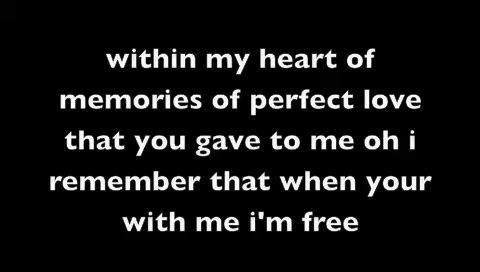 within my heart of
memories of perfect love
that you gave to me oh i
remember that when your
with me i'm free